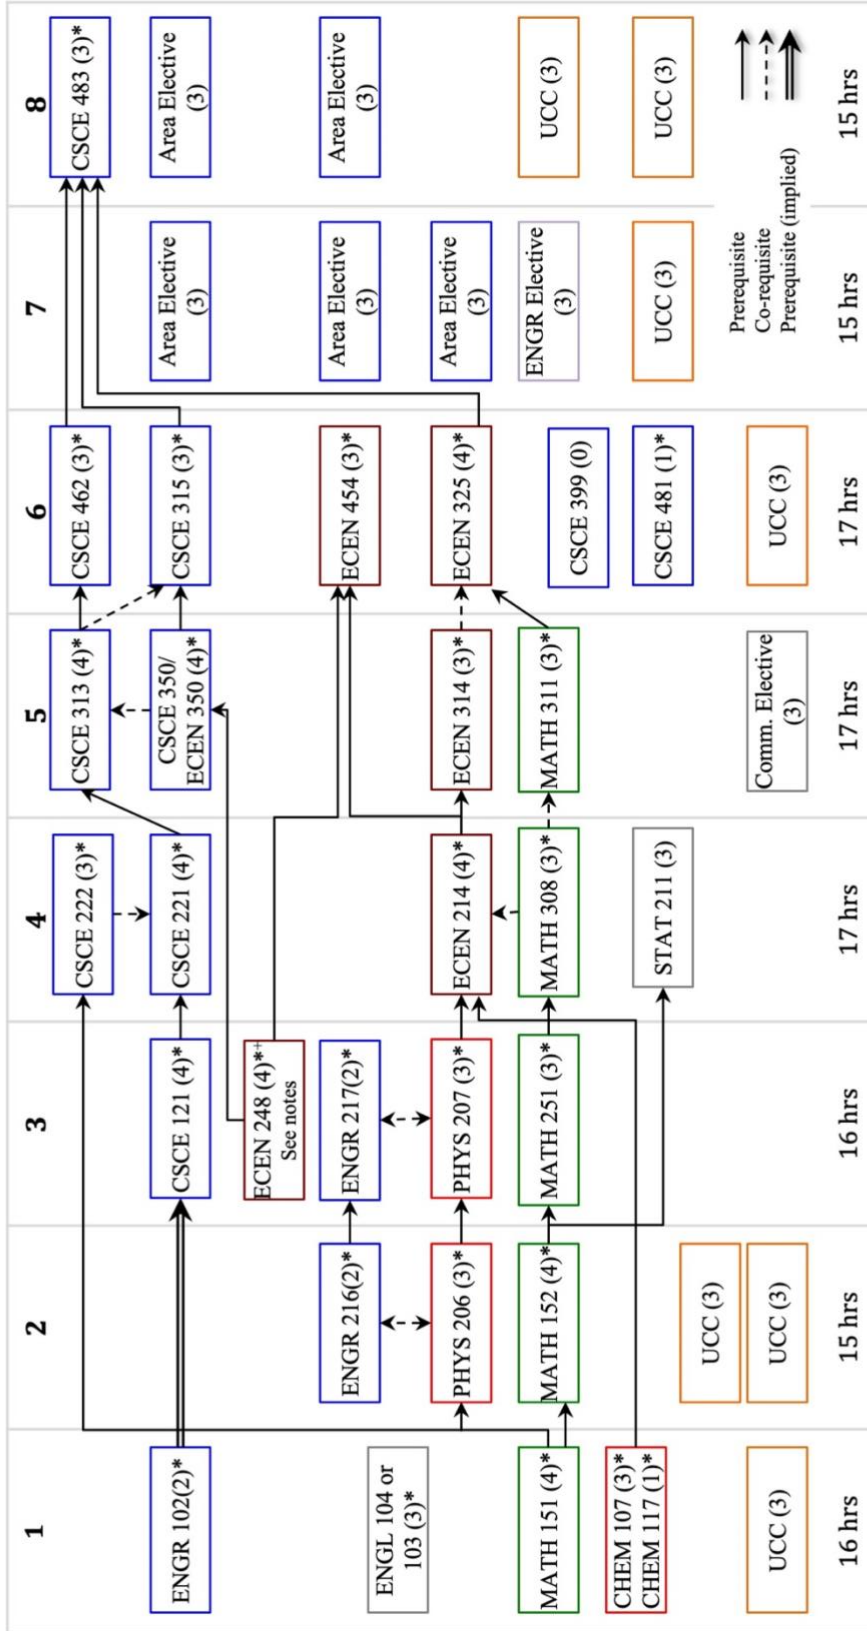 1
2
3
4
5
6
7
8
ENGR 102(2)*
ENGL 104 or
103 (3)*
MATH 151 (4)*
CHEM 107 (3)*
CHEM 117 (1)*
UCC (3)
16 hrs
ENGR 216(2)*
PHYS 206 (3)*
MATH 152 (4)*
UCC (3)
UCC (3)
15 hrs
CSCE 121 (4)*
ECEN 248 (4)*+
See notes
ENGR 217(2)*
PHYS 207 (3)*
MATH 251 (3)*
16 hrs
CSCE 222 (3)*
CSCE 221 (4)*
ECEN 214 (4)*
MATH 308 (3)*
STAT 211 (3)
17 hrs
CSCE 313 (4)*
CSCE 350/
ECEN 350 (4)*
ECEN 314 (3)*
MATH 311 (3)*
Comm. Elective
(3)
17 hrs
CSCE 462 (3)*
CSCE 315 (3)*
ECEN 454 (3)*
ECEN 325 (4)*
CSCE 399 (0)
CSCE 481 (1)*
UCC (3)
17 hrs
Area Elective
(3)
Area Elective
(3)
Area Elective
(3)
ENGR Elective
(3)
UCC (3)
15 hrs
CSCE 483 (3)*
Area Elective
(3)
Area Elective
(3)
UCC (3)
UCC (3)
Prerequisite
Co-requisite
Prerequisite (implied)
15 hrs